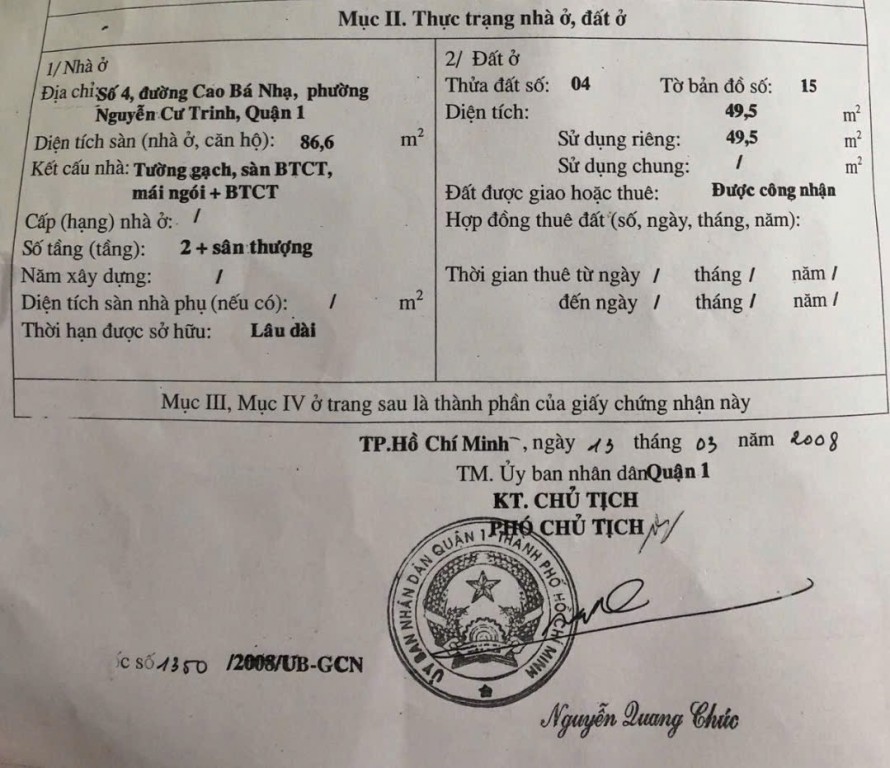 Mục II. Thực trạng nhà ở, đất ở
1/ Nhà ở
Địa chỉ: Số 4, đường Cao Bá Nhạ, phường
Nguyễn Cư Trinh, Quận 1
Diện tích sàn (nhà ở, căn hộ): 86,6 m²
Kết cấu nhà: Tường gạch, sàn BTCT,
mái ngói + BTCT
Cấp (hạng) nhà ở: /
Số tầng (tầng): 2 + sân thượng
Năm xây dựng: /
Diện tích sàn nhà phụ (nếu có): / m²
Thời hạn được sở hữu: Lâu dài
2/ Đất ở
Thửa đất số: 04 Tờ bản đồ số: 15
Diện tích: 49,5 m²
Sử dụng riêng: 49,5 m²
Sử dụng chung: / m²
Đất được giao hoặc thuê: Được công nhận
Hợp đồng thuê đất (số, ngày, tháng, năm):
Thời gian thuê từ ngày / tháng / năm /
đến ngày / tháng / năm /
Mục III, Mục IV ở trang sau là thành phần của giấy chứng nhận này
TP.Hồ Chí Minh, ngày 13 tháng 03 năm 2008
TM. Ủy ban nhân dân Quận 1
KT. CHỦ TỊCH
PHÓ CHỦ TỊCH
ỦY BAN NHÂN DÂN QUẬN 1 THÀNH PHỐ HỒ CHÍ MINH
ốc số 1350 /2008/UB-GCN
Nguyễn Quang Chúc